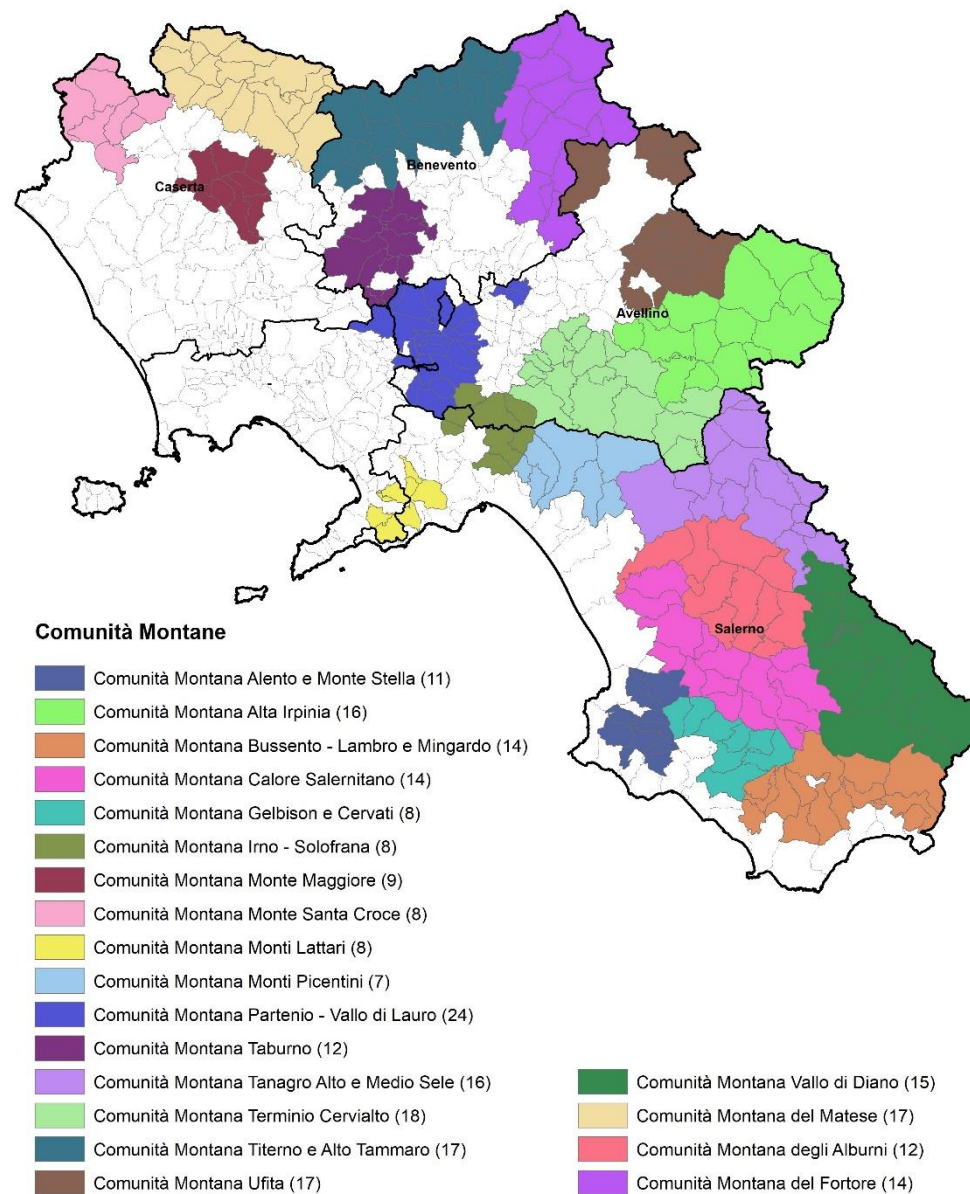 Benevento
Caserta
Avellino
Salerno
Comunità Montane
Comunità Montana Alento e Monte Stella (11)
Comunità Montana Alta Irpinia (16)
Comunità Montana Bussento - Lambro e Mingardo (14)
Comunità Montana Calore Salernitano (14)
Comunità Montana Gelbison e Cervati (8)
Comunità Montana Irno - Solofrana (8)
Comunità Montana Monte Maggiore (9)
Comunità Montana Monte Santa Croce (8)
Comunità Montana Monti Lattari (8)
Comunità Montana Monti Picentini (7)
Comunità Montana Partenio - Vallo di Lauro (24)
Comunità Montana Taburno (12)
Comunità Montana Tanagro Alto e Medio Sele (16)
Comunità Montana Terminio Cervialto (18)
Comunità Montana Titerno e Alto Tammaro (17)
Comunità Montana Ufita (17)
Comunità Montana Vallo di Diano (15)
Comunità Montana del Matese (17)
Comunità Montana degli Alburni (12)
Comunità Montana del Fortore (14)